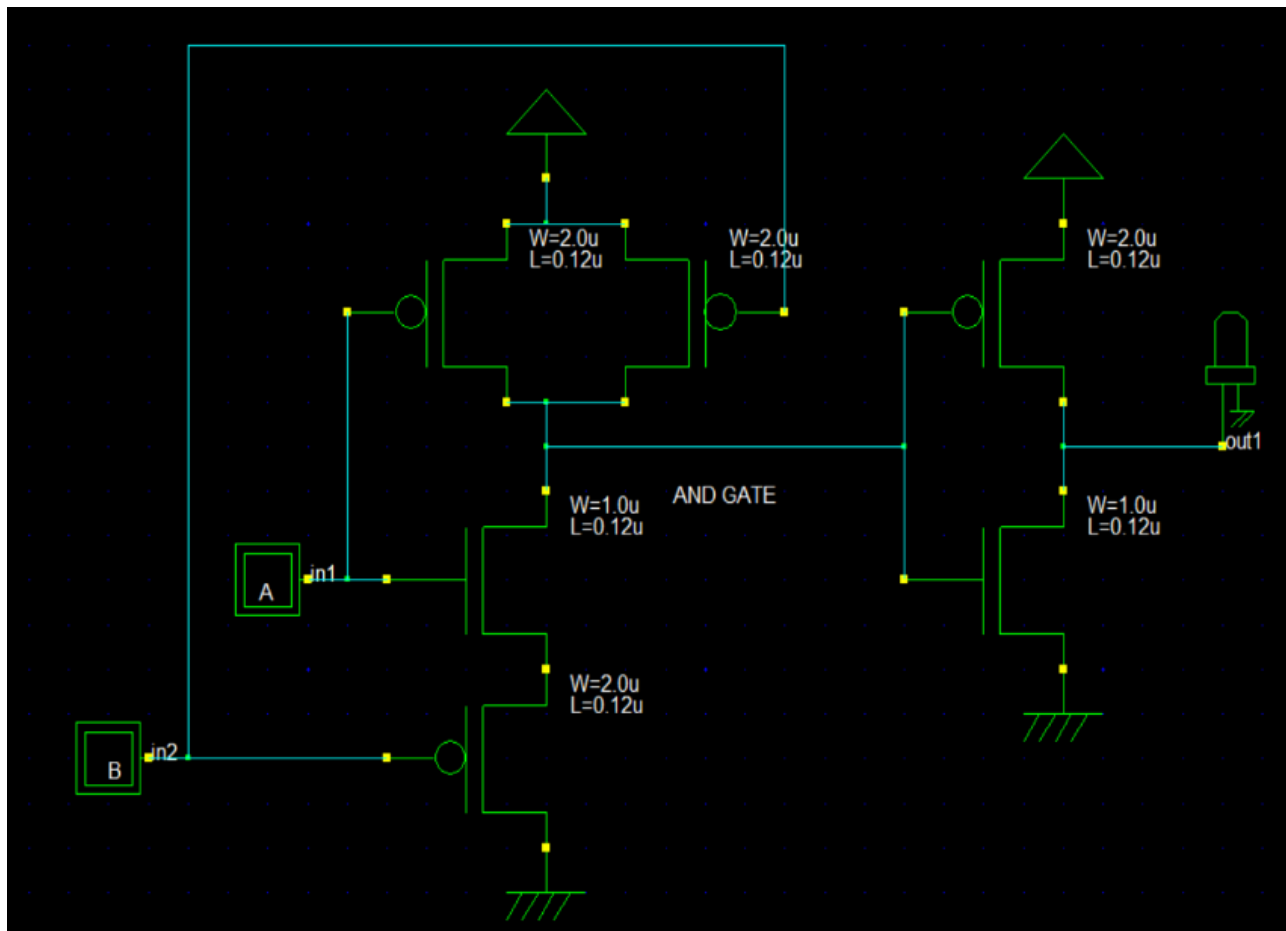 W=2.0u
L=0.12u
W=2.0u
L=0.12u
W=2.0u
L=0.12u
out1
AND GATE
W=1.0u
L=0.12u
W=1.0u
L=0.12u
in1
A
W=2.0u
L=0.12u
in2
B